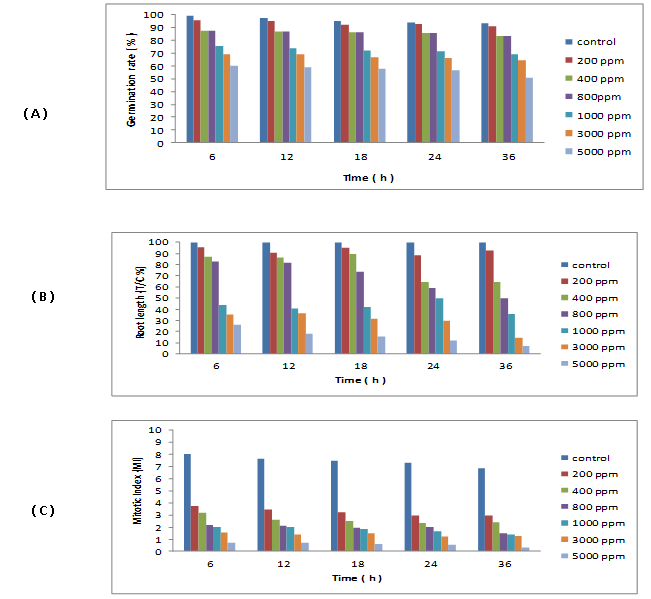 (A)
Germination rate ( % )
100
90
80
70
60
50
40
30
20
10
0
6 12 18 24 36
Time ( h )
control
200 ppm
400 ppm
800ppm
1000 ppm
3000 ppm
5000 ppm
(B)
Root length (T/C %)
100
90
80
70
60
50
40
30
20
10
0
6 12 18 24 36
Time ( h )
control
200 ppm
400 ppm
800 ppm
1000 ppm
3000 ppm
5000 ppm
(C)
Mitotic Index (MI)
10
9
8
7
6
5
4
3
2
1
0
6 12 18 24 36
Time ( h )
control
200 ppm
400 ppm
800 ppm
1000 ppm
3000 ppm
5000 ppm